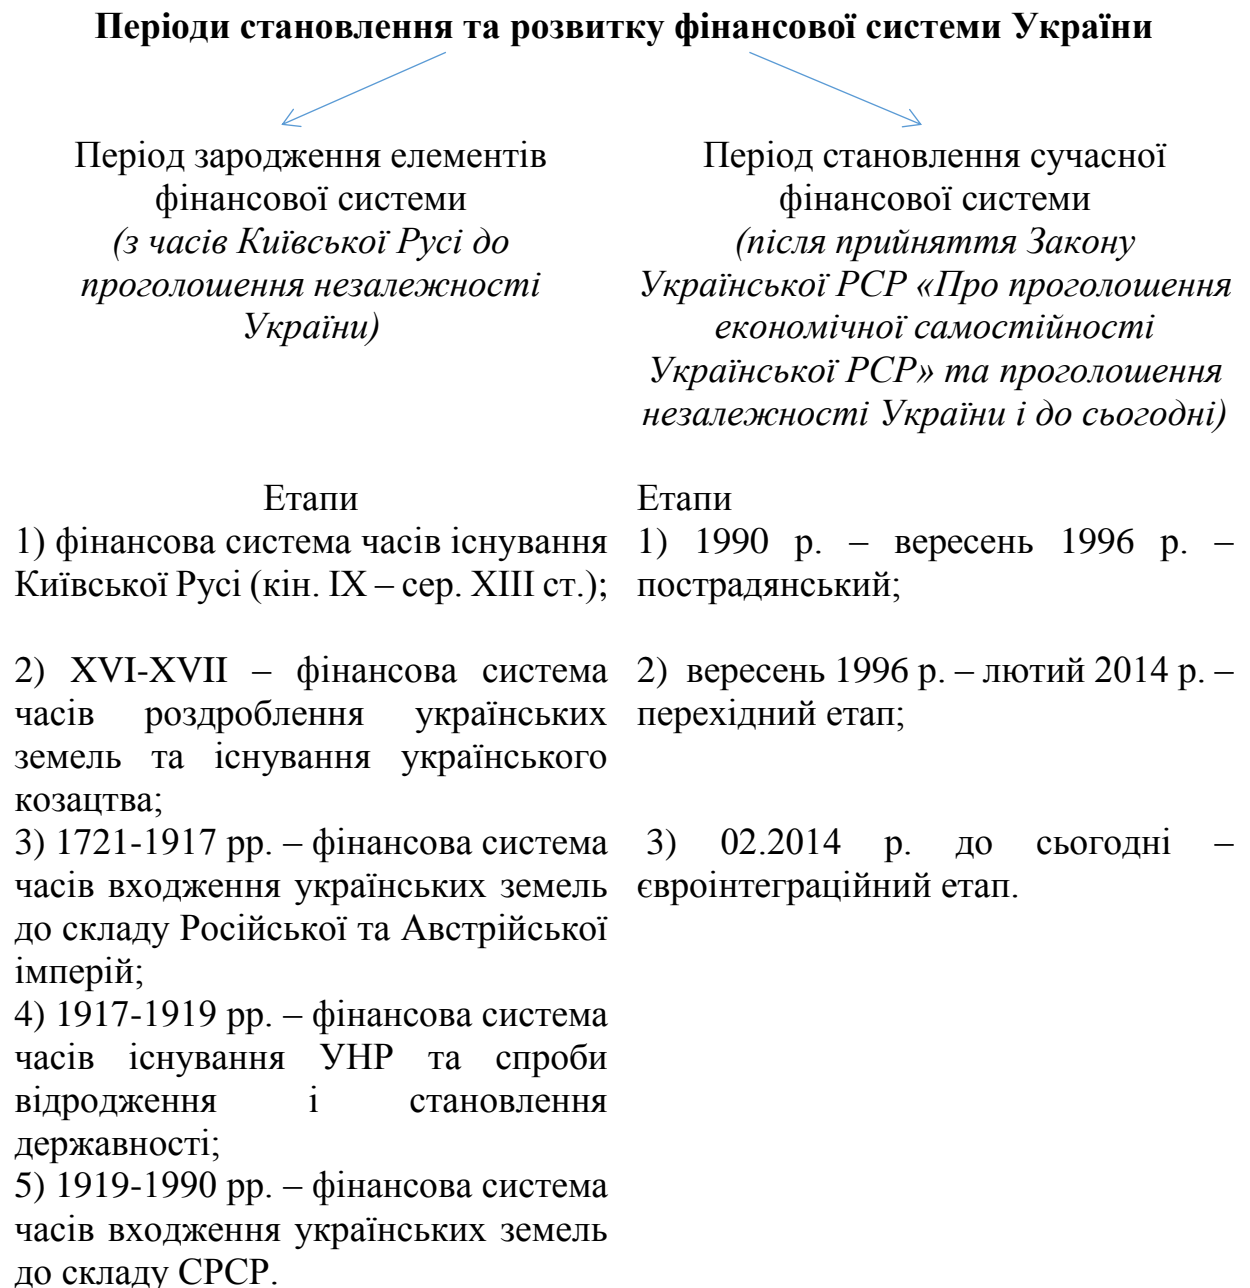 Періоди становлення та розвитку фінансової системи України
Період зародження елементів
фінансової системи
(з часів Київської Русі до
проголошення незалежності
України)
Період становлення сучасної
фінансової системи
(після прийняття Закону
Української РСР «Про проголошення
економічної самостійності
Української РСР» та проголошення
незалежності України і до сьогодні)
Етапи
1) фінансова система часів існування
Київської Русі (кін. IX – сер. XIII ст.);
2) XVI-XVII – фінансова система
часів роздроблення українських
земель та існування українського
козацтва;
3) 1721-1917 рр. – фінансова система
часів входження українських земель
до складу Російської та Австрійської
імперій;
4) 1917-1919 рр. – фінансова система
часів існування УНР та спроби
відродження і становлення
державності;
5) 1919-1990 рр. – фінансова система
часів входження українських земель
до складу СРСР.
Етапи
1) 1990 р. – вересень 1996 р. –
пострадянський;
2) вересень 1996 р. – лютий 2014 р. –
перехідний етап;
3) 02.2014 р. до сьогодні –
євроінтеграційний етап.